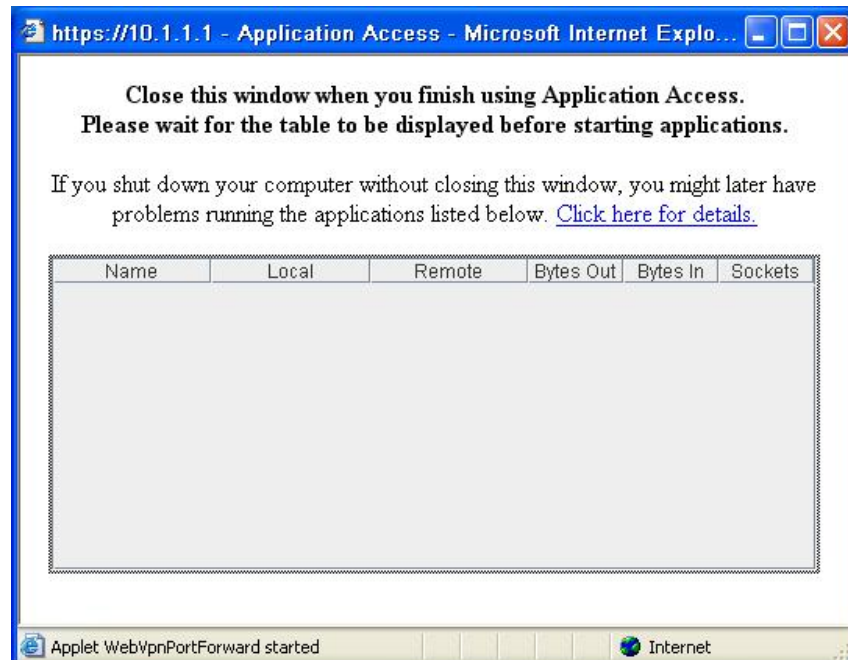 https://10.1.1.1 - Application Access - Microsoft Internet Explo...
Close this window when you finish using Application Access.
Please wait for the table to be displayed before starting applications.
If you shut down your computer without closing this window, you might later have
problems running the applications listed below. Click here for details.
Name Local Remote Bytes Out Bytes In Sockets
Applet WebVpnPortForward started Internet